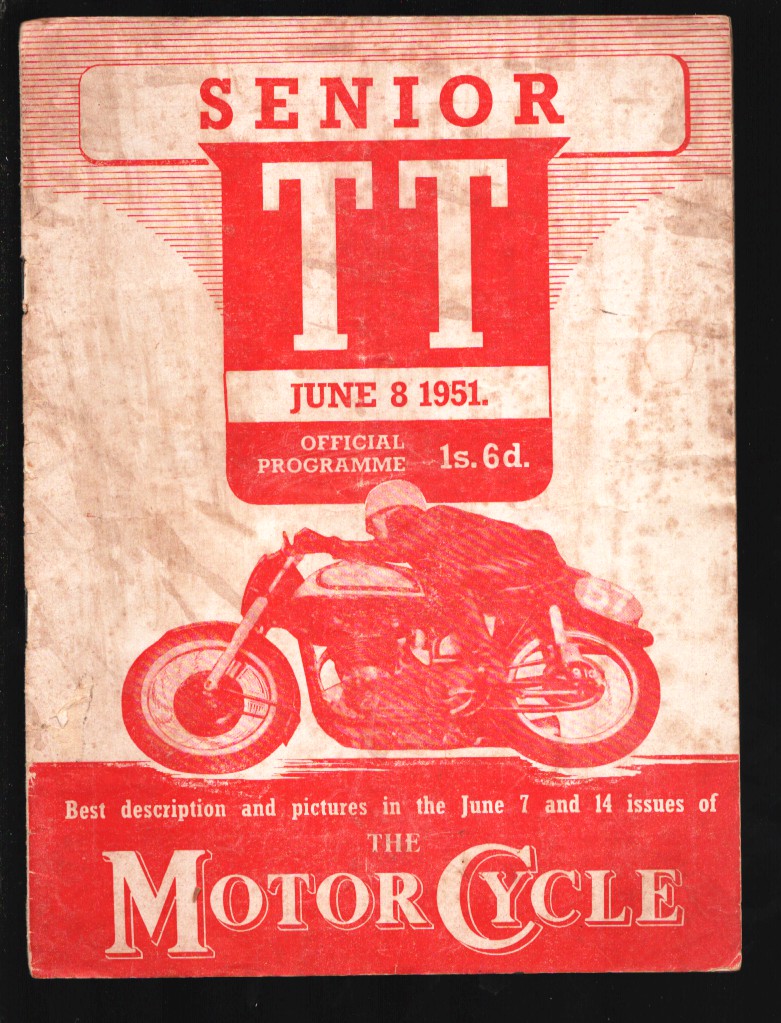 SENIOR
TT
JUNE 8 1951.
OFFICIAL
PROGRAMME 1s. 6d.
Best description and pictures in the June 7 and 14 issues of
THE
MOTOR CYCLE